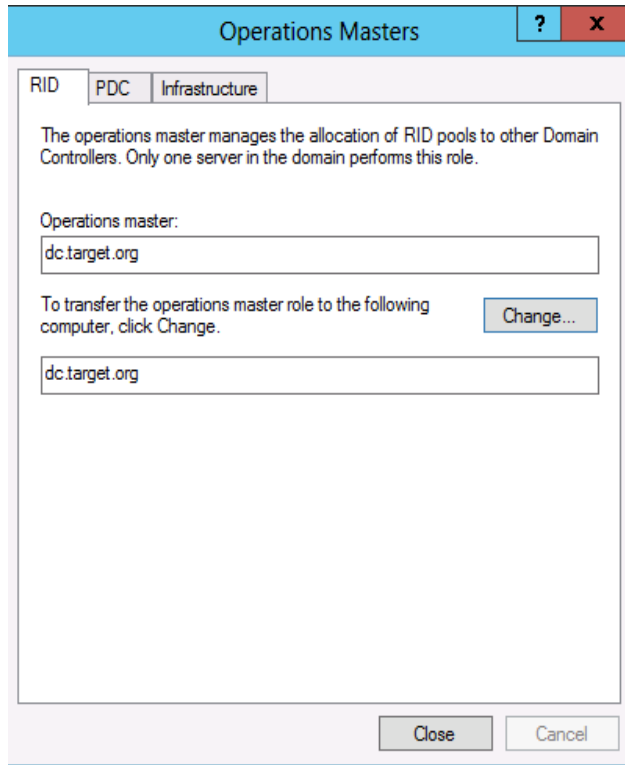 Operations Masters
?
x
RID
PDC
Infrastructure
The operations master manages the allocation of RID pools to other Domain
Controllers. Only one server in the domain performs this role.
Operations master:
dc.target.org
To transfer the operations master role to the following
computer, click Change.
Change...
dc.target.org
Close
Cancel